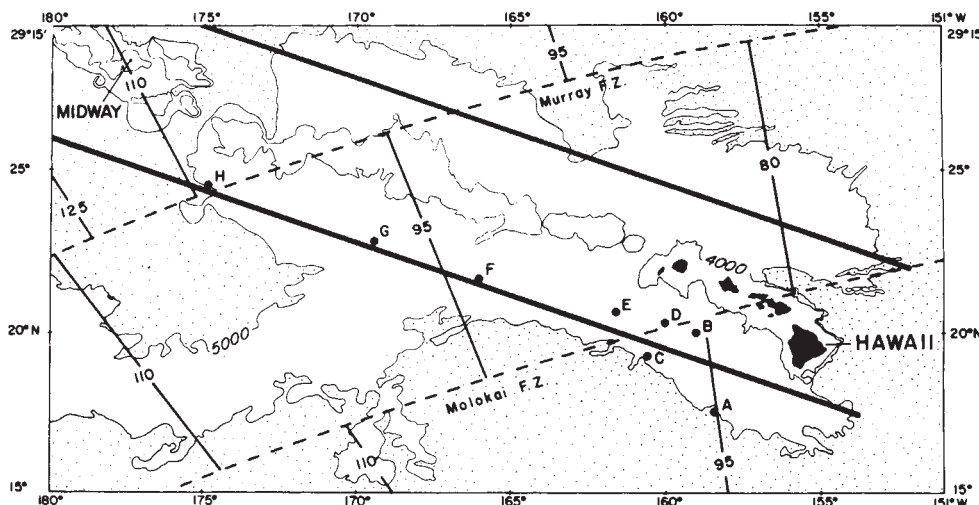 180° 175° 170° 165° 160° 155° 151° W
29° 15' 29° 15'
95
Murray F.Z.
110
MIDWAY
80
25° 25°
H
125
G
95
4000
F
E
D
B
20° N 20°
HAWAII
5000
C
110
Molokai F.Z.
A
110
95
15° 15°
180° 175° 170° 165° 160° 155° 151° W